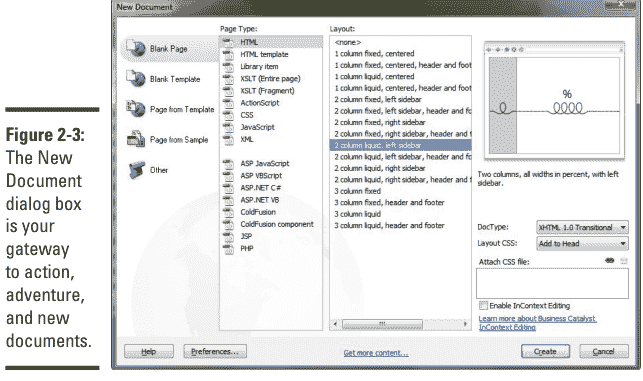 New Document
Figure 2-3:
The New
Document
dialog box
is your
gateway
to action,
adventure,
and new
documents.
Blank Page
Blank Template
Page from Template
Page from Sample
Other
Page Type:
HTML
HTML template
Library item
XSLT (Entire page)
XSLT (Fragment)
ActionScript
CSS
JavaScript
XML
ASP JavaScript
ASP VBScript
ASP.NET C#
ASP.NET VB
ColdFusion
ColdFusion component
JSP
PHP
Layout:
<none>
1 column fixed, centered
1 column fixed, centered, header and foot
1 column liquid, centered
1 column liquid, centered, header and foot
2 column fixed, left sidebar
2 column fixed, left sidebar, header and fo
2 column fixed, right sidebar
2 column fixed, right sidebar, header and f
2 column liquid, left sidebar
2 column liquid, left sidebar, header and fo
2 column liquid, right sidebar
2 column liquid, right sidebar, header and
3 column fixed
3 column fixed, header and footer
3 column liquid
3 column liquid, header and footer
%
Two columns, all widths in percent, with left
sidebar.
DocType: XHTML 1.0 Transitional
Layout CSS: Add to Head
Attach CSS file:
Enable InContext Editing
Learn more about Business Catalyst
InContext Editing
Help
Preferences...
Get more content...
Create
Cancel